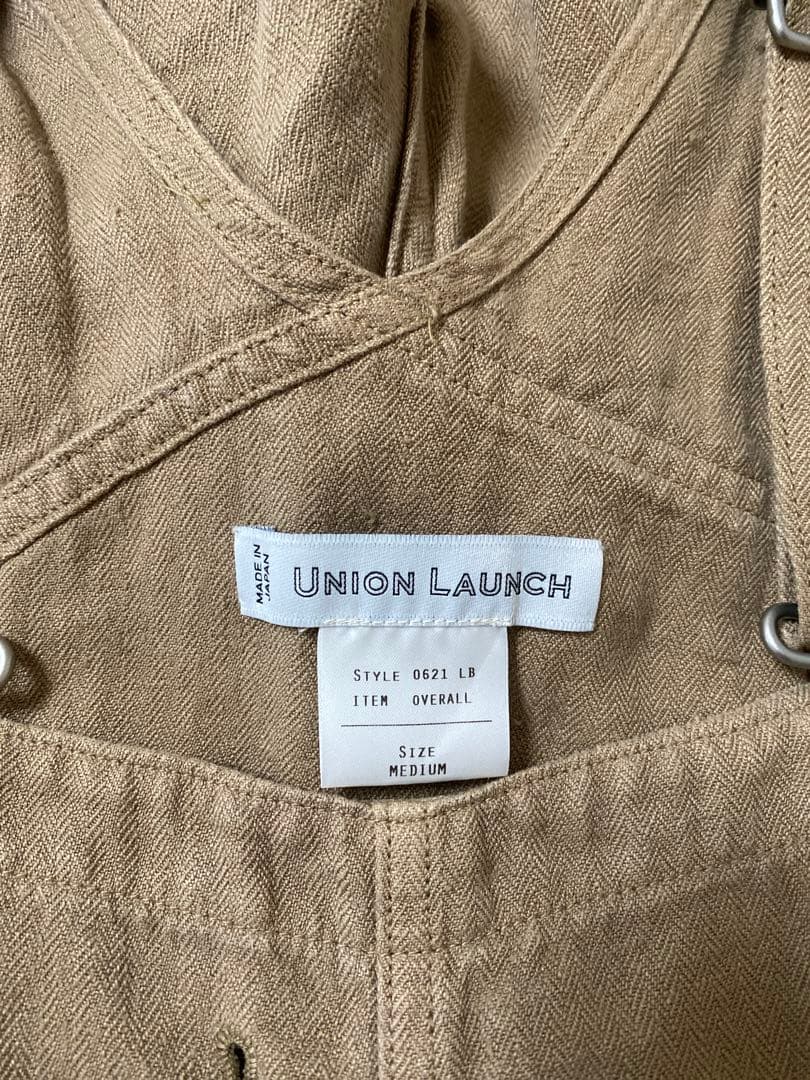 MADE IN
JAPAN
UNION LAUNCH
STYLE 0621 LB
ITEM OVERALL
SIZE
MEDIUM